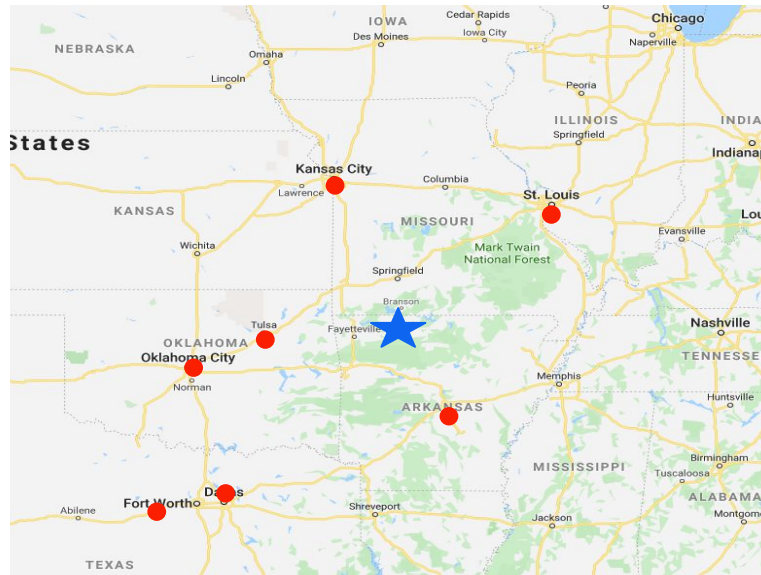 Cedar Rapids
Chicago
IOWA
Iowa City
Des Moines
Naperville
NEBRASKA
Omaha
Lincoln
Peoria
ILLINOIS
INDIA
Springfield
States
Indianap
Kansas City
Columbia
Lawrence
St. Louis
KANSAS
MISSOURI
Lou
Evansville
Wichita
Mark Twain
National Forest
Springfield
Branson
Tulsa
Fayetteville
Nashville
OKLAHOMA
Oklahoma City
TENNESSE
Memphis
Norman
Huntsville
ARKANSAS
Birmingham
MISSISSIPPI
Tuscaloosa
ALABAMA
Fort Worth
Abilene
Shreveport
Jackson
Montgom
TEXAS